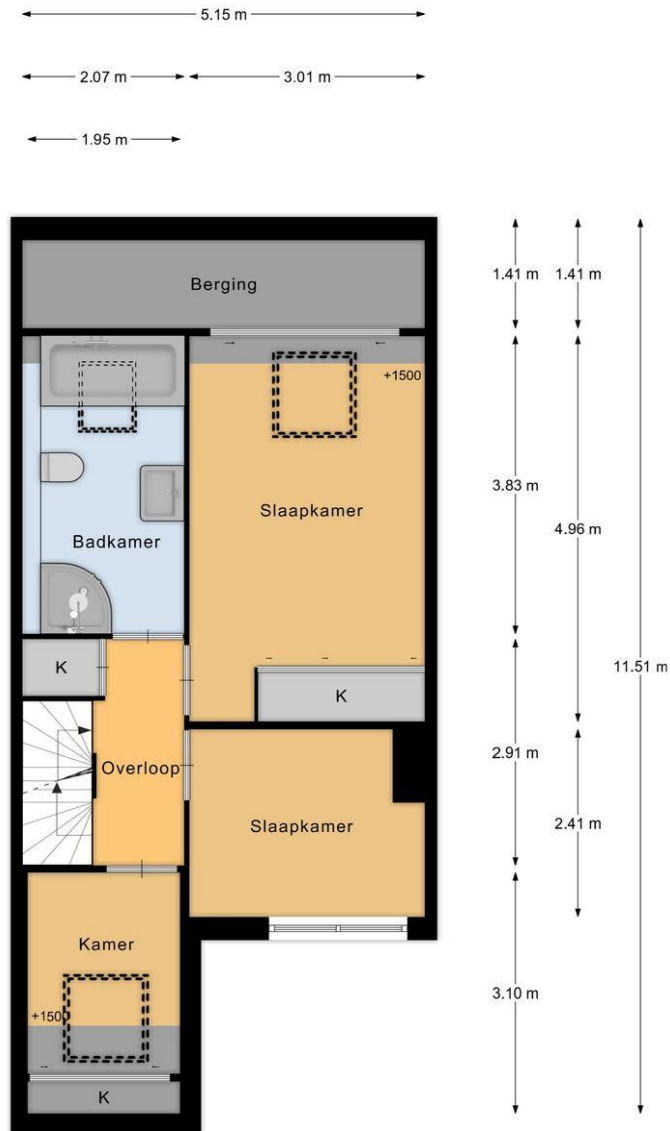 5.15 m
2.07 m
3.01 m
1.95 m
1.41 m
1.41 m
Berging
+1500
3.83 m
Slaapkamer
4.96 m
Badkamer
K
11.51 m
K
2.91 m
Overloop
Slaapkamer
2.41 m
Kamer
3.10 m
+1500
K